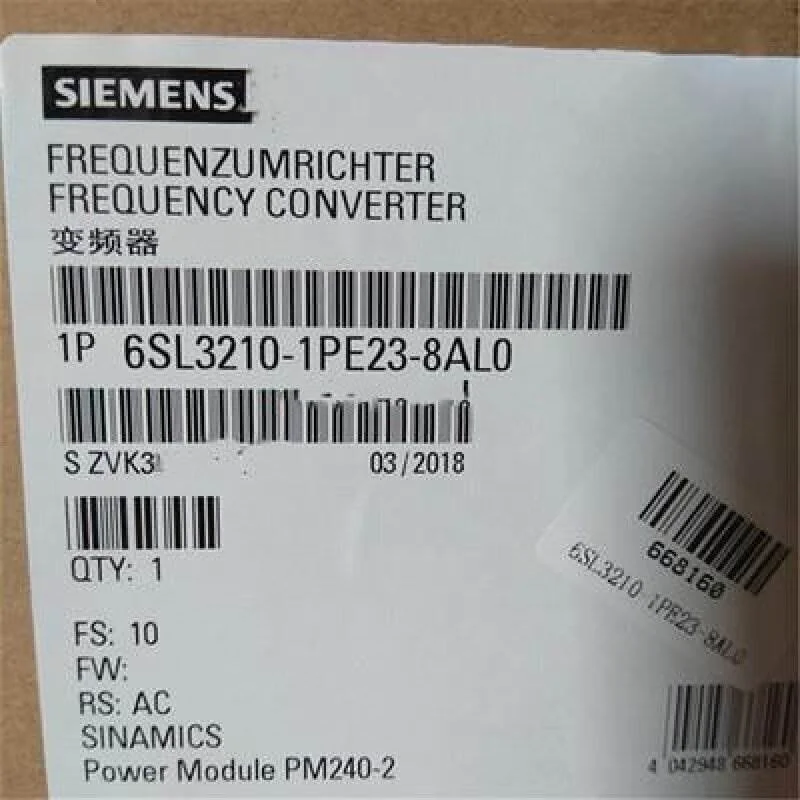 SIEMENS
FREQUENZUMRICHTER
FREQUENCY CONVERTER
变频器
1P 6SL3210-1PE23-8AL0
S ZVK3
03/2018
QTY: 1
668160
6SL3210-1PE23-8AL0
FS: 10
FW:
RS: AC
SINAMICS
Power Module PM240-2
4 042948 668160